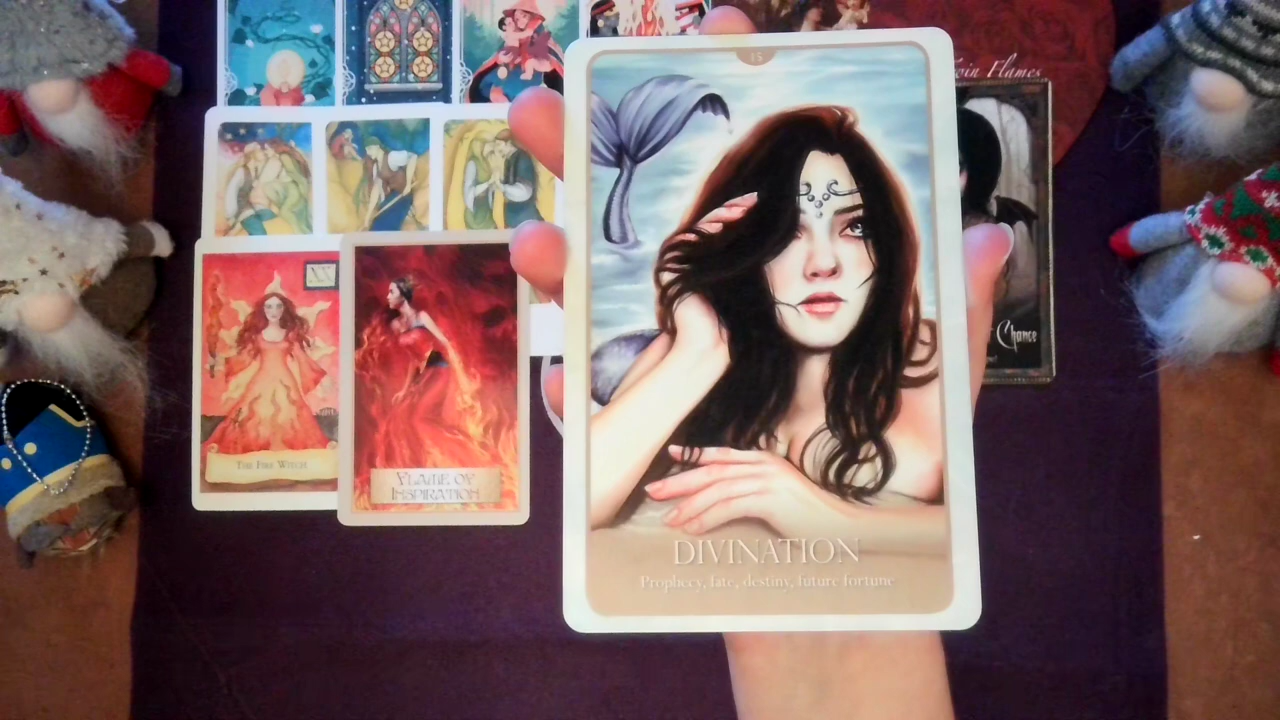 15
Twin Flames
Chance
XV
THE FIRE WITCH
FLAME OF
INSPIRATION
DIVINATION
Prophecy, fate, destiny, future fortune